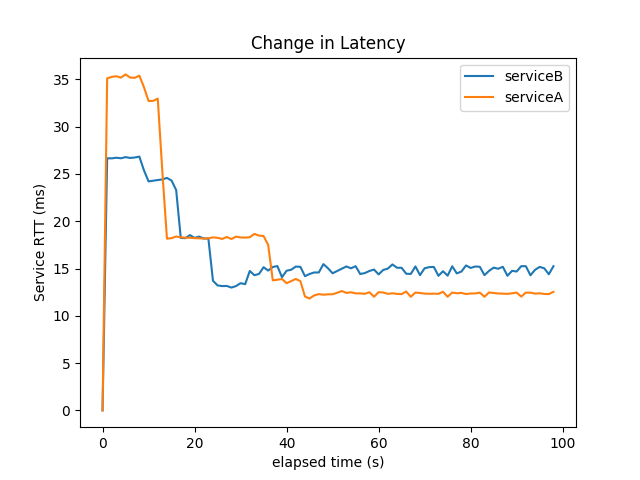 Change in Latency
serviceB
serviceA
Service RTT (ms)
35
30
25
20
15
10
5
0
0 20 40 60 80 100
elapsed time (s)